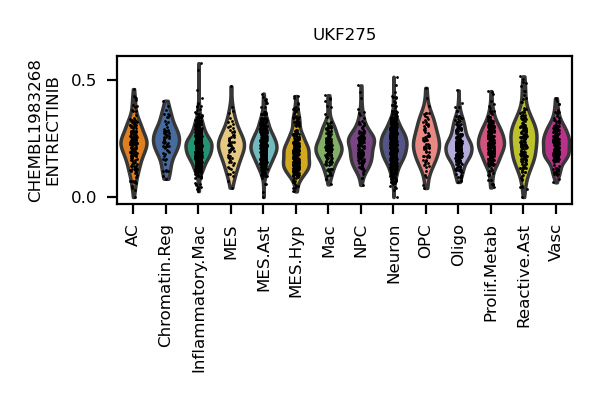 UKF275
CHEMBL1983268
ENTRECTINIB
0.5
0.0
AC
Chromatin.Reg
Inflammatory.Mac
MES
MES.Ast
MES.Hyp
Mac
NPC
Neuron
OPC
Oligo
Prolif.Metab
Reactive.Ast
Vasc